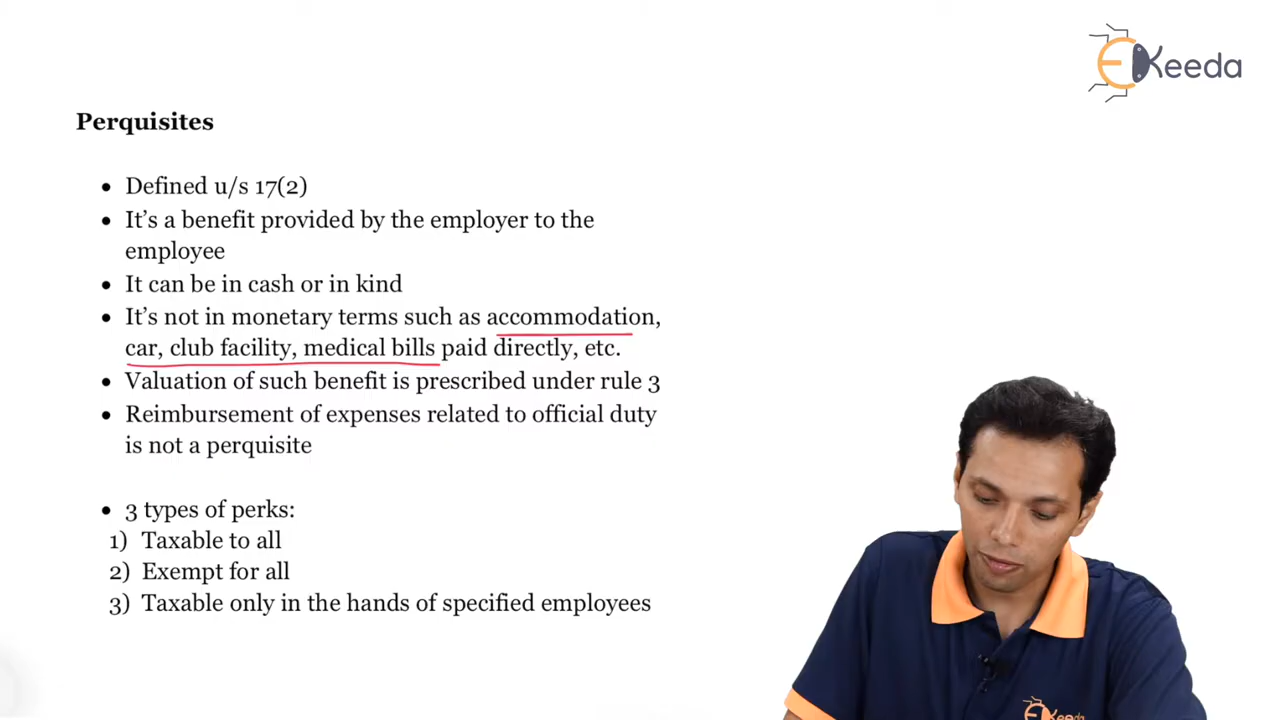 EKeeda
Perquisites
• Defined u/s 17(2)
• It's a benefit provided by the employer to the
employee
• It can be in cash or in kind
• It's not in monetary terms such as accommodation,
car, club facility, medical bills paid directly, etc.
• Valuation of such benefit is prescribed under rule 3
• Reimbursement of expenses related to official duty
is not a perquisite
• 3 types of perks:
1) Taxable to all
2) Exempt for all
3) Taxable only in the hands of specified employees
EKeeda